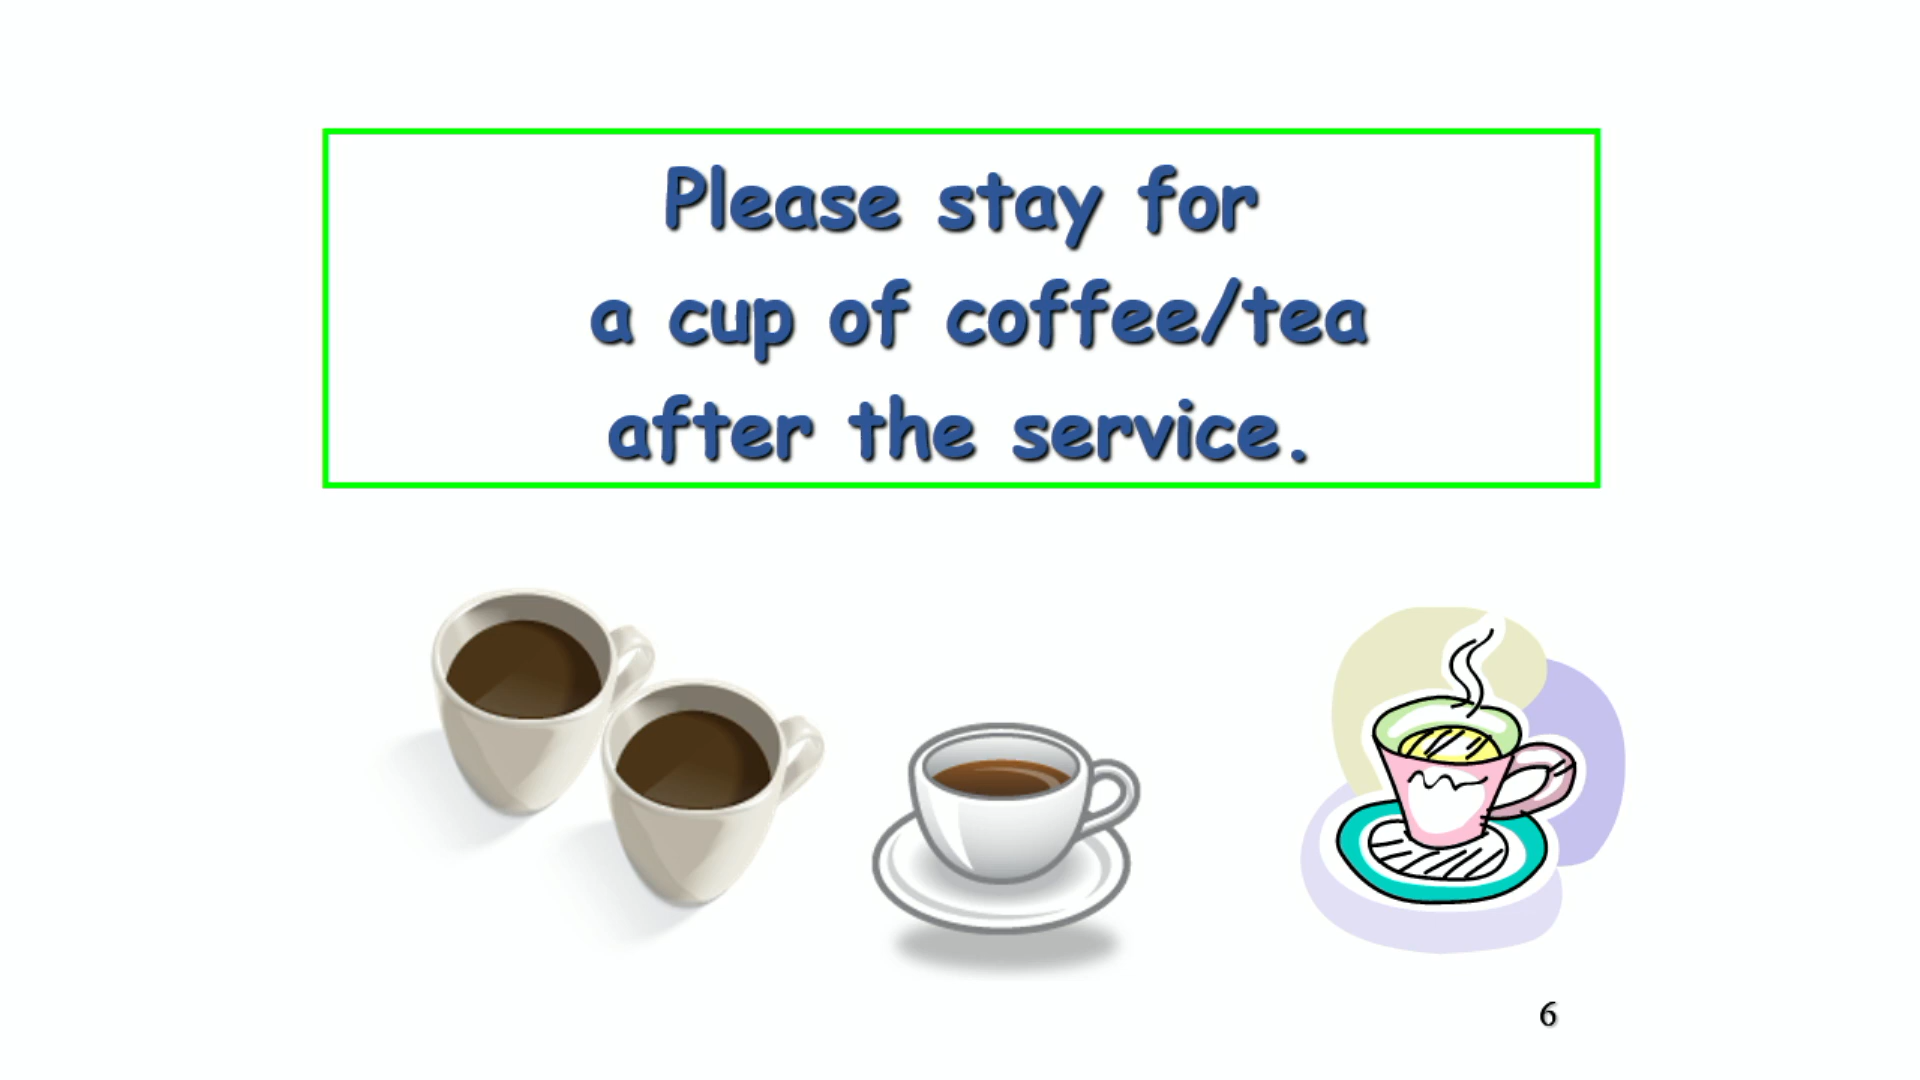 Please stay for
a cup of coffee/tea
after the service.
6